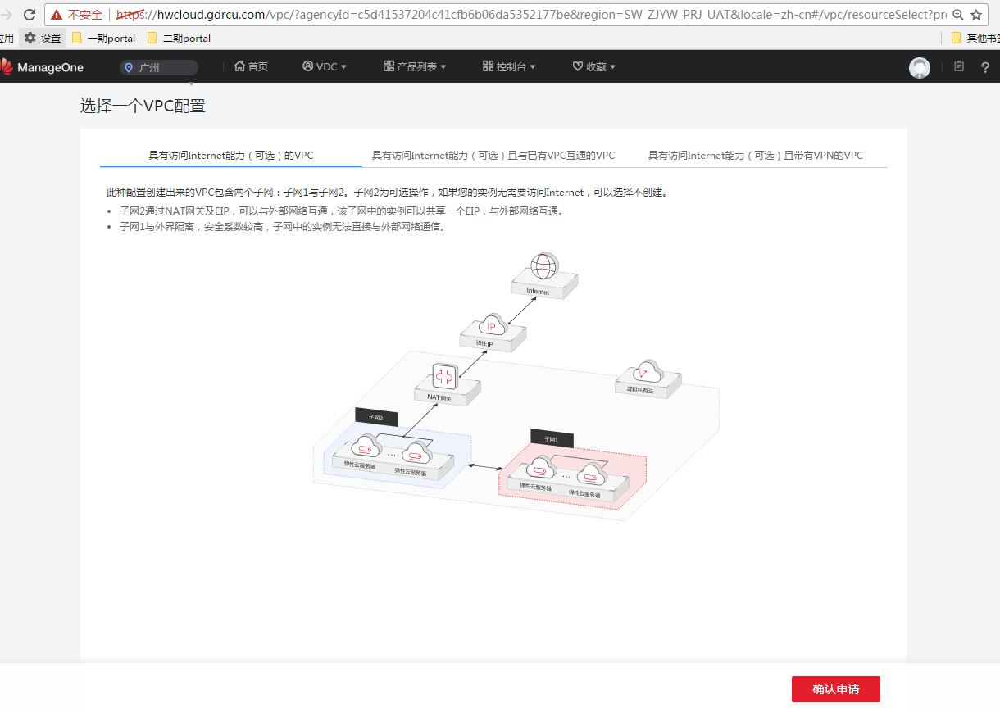 不安全 https://hwcloud.gdrcu.com/vpc/?agencyId=c5d41537204c41cfb6b06da5352177be&region=SW_ZJYW_PRJ_UAT&locale=zh-cn#/vpc/resourceSelect?pr
应用 设置 一期portal 二期portal 其他书签
ManageOne 广州 首页 VDC 产品列表 控制台 收藏 ?
选择一个VPC配置
具有访问Internet能力（可选）的VPC 具有访问Internet能力（可选）且与已有VPC互通的VPC 具有访问Internet能力（可选）且带有VPN的VPC
此种配置创建出来的VPC包含两个子网：子网1与子网2。子网2为可选操作，如果您的实例无需要访问Internet，可以选择不创建。
• 子网2通过NAT网关及EIP，可以与外部网络互通，该子网中的实例可以共享一个EIP，与外部网络互通。
• 子网1与外界隔离，安全系数较高，子网中的实例无法直接与外部网络通信。
Internet
IP
弹性IP
虚拟私有云
NAT网关
子网2
子网1
弹性云服务器 ... 弹性云服务器
弹性云服务器 ... 弹性云服务器
确认申请